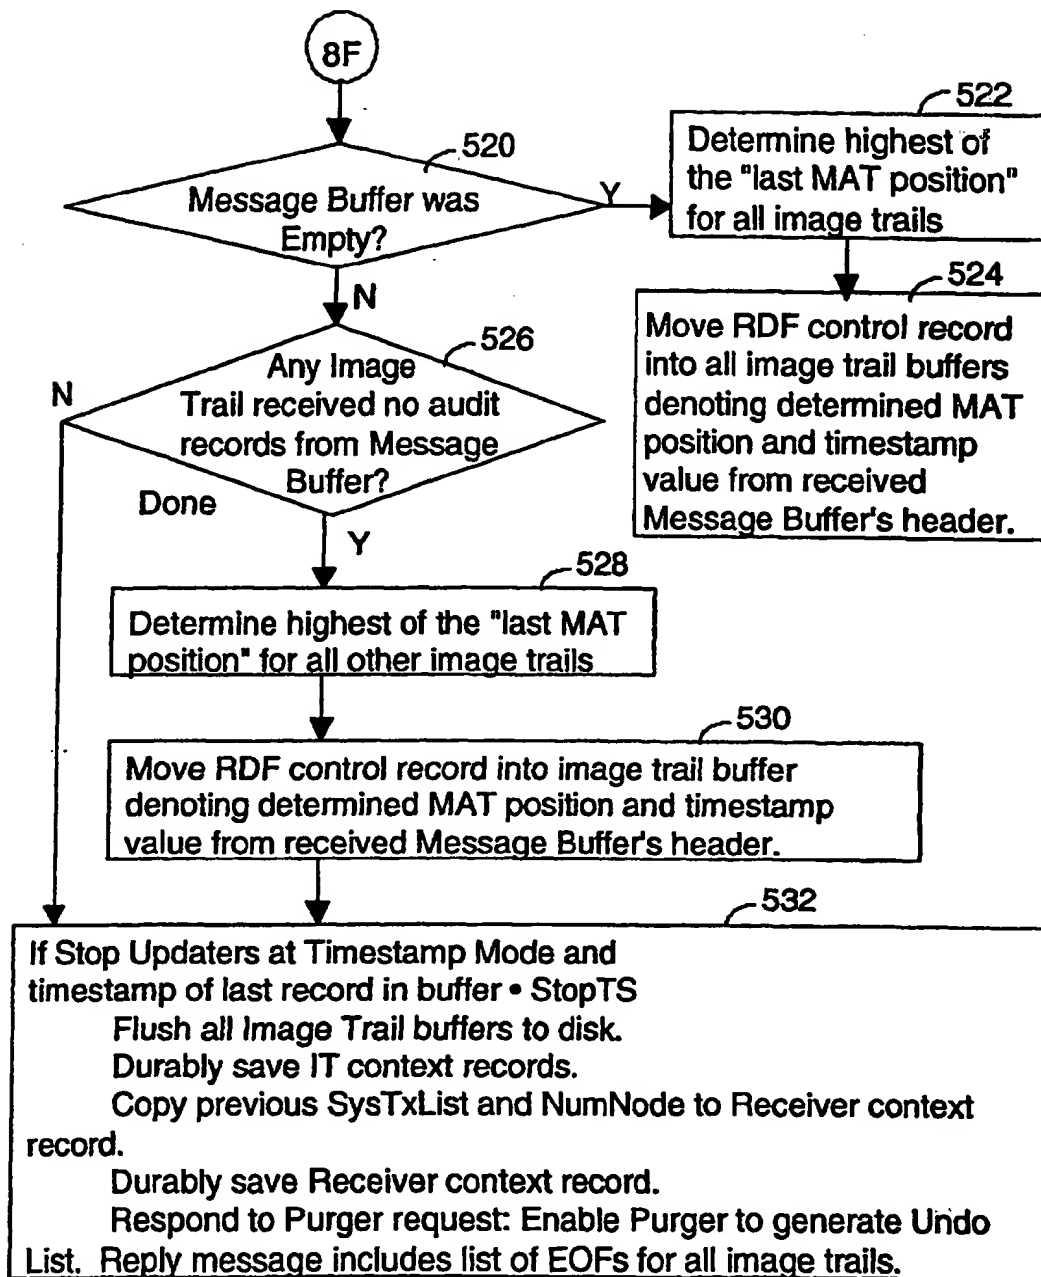 8F
520
Message Buffer was
Empty?
Y
N
522
Determine highest of
the "last MAT position"
for all image trails
524
Move RDF control record
into all image trail buffers
denoting determined MAT
position and timestamp
value from received
Message Buffer's header.
526
Any Image
Trail received no audit
records from Message
Buffer?
N
Done
Y
528
Determine highest of the "last MAT
position" for all other image trails
530
Move RDF control record into image trail buffer
denoting determined MAT position and timestamp
value from received Message Buffer's header.
532
If Stop Updaters at Timestamp Mode and
timestamp of last record in buffer • StopTS
Flush all Image Trail buffers to disk.
Durably save IT context records.
Copy previous SysTxList and NumNode to Receiver context
record.
Durably save Receiver context record.
Respond to Purger request: Enable Purger to generate Undo
List. Reply message includes list of EOFs for all image trails.